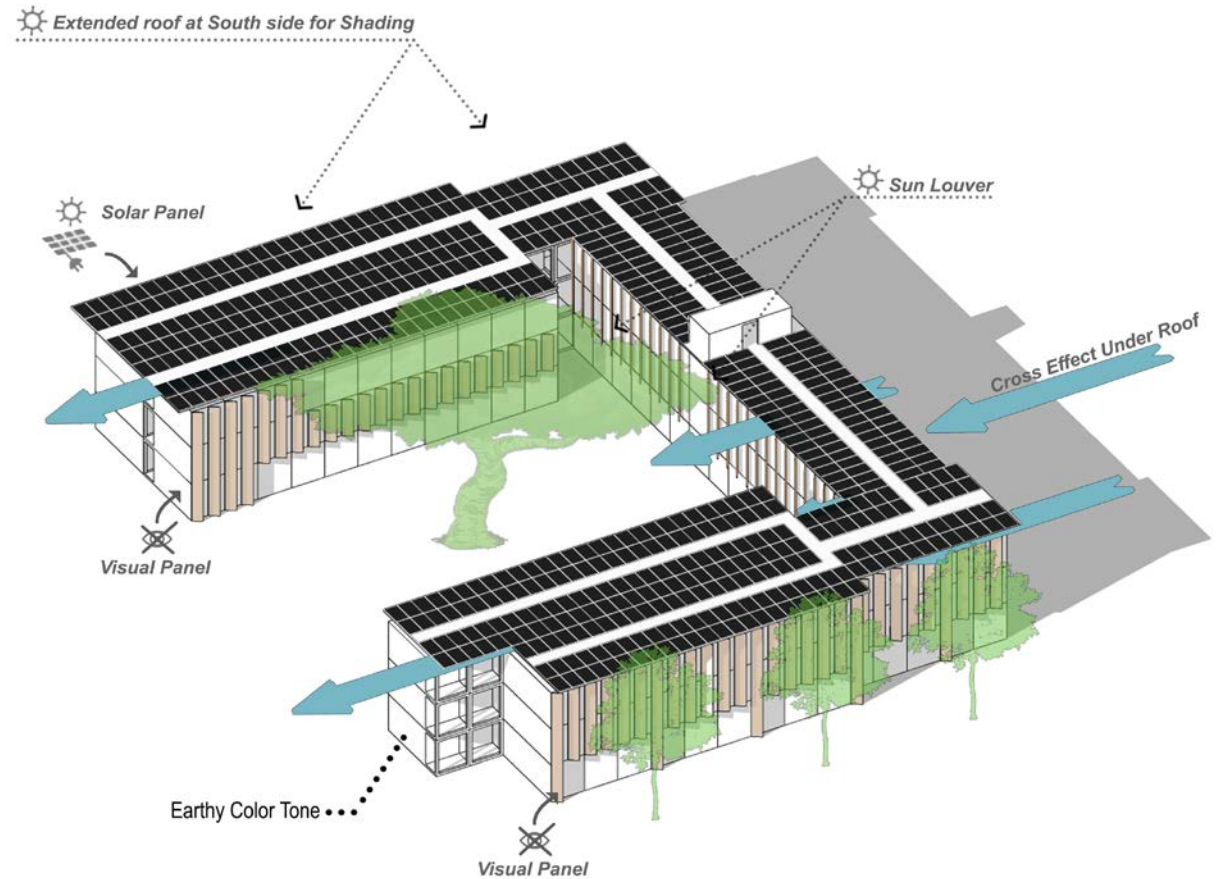 Extended roof at South side for Shading
Sun Louver
Solar Panel
Cross Effect Under Roof
Visual Panel
Earthy Color Tone
Visual Panel